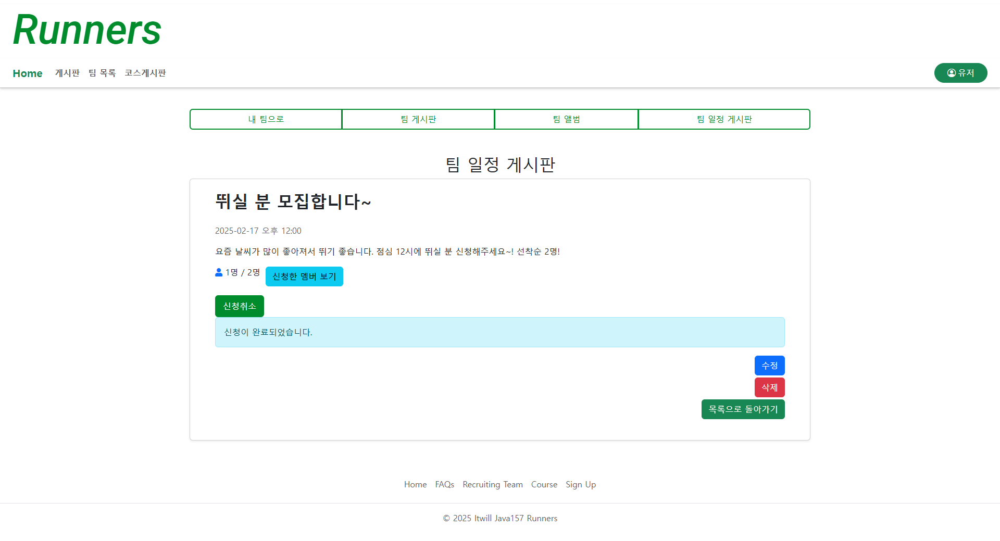 Runners
Home 게시판 팀 목록 코스게시판 유저
내 팀으로 팀 게시판 팀 앨범 팀 일정 게시판
팀 일정 게시판
뛰실 분 모집합니다~
2025-02-17 오후 12:00
요즘 날씨가 많이 좋아져서 뛰기 좋습니다. 점심 12시에 뛰실 분 신청해주세요~! 선착순 2명!
1명 / 2명 신청한 멤버 보기
신청취소
신청이 완료되었습니다.
수정
삭제
목록으로 돌아가기
Home FAQs Recruiting Team Course Sign Up
© 2025 Itwill Java157 Runners